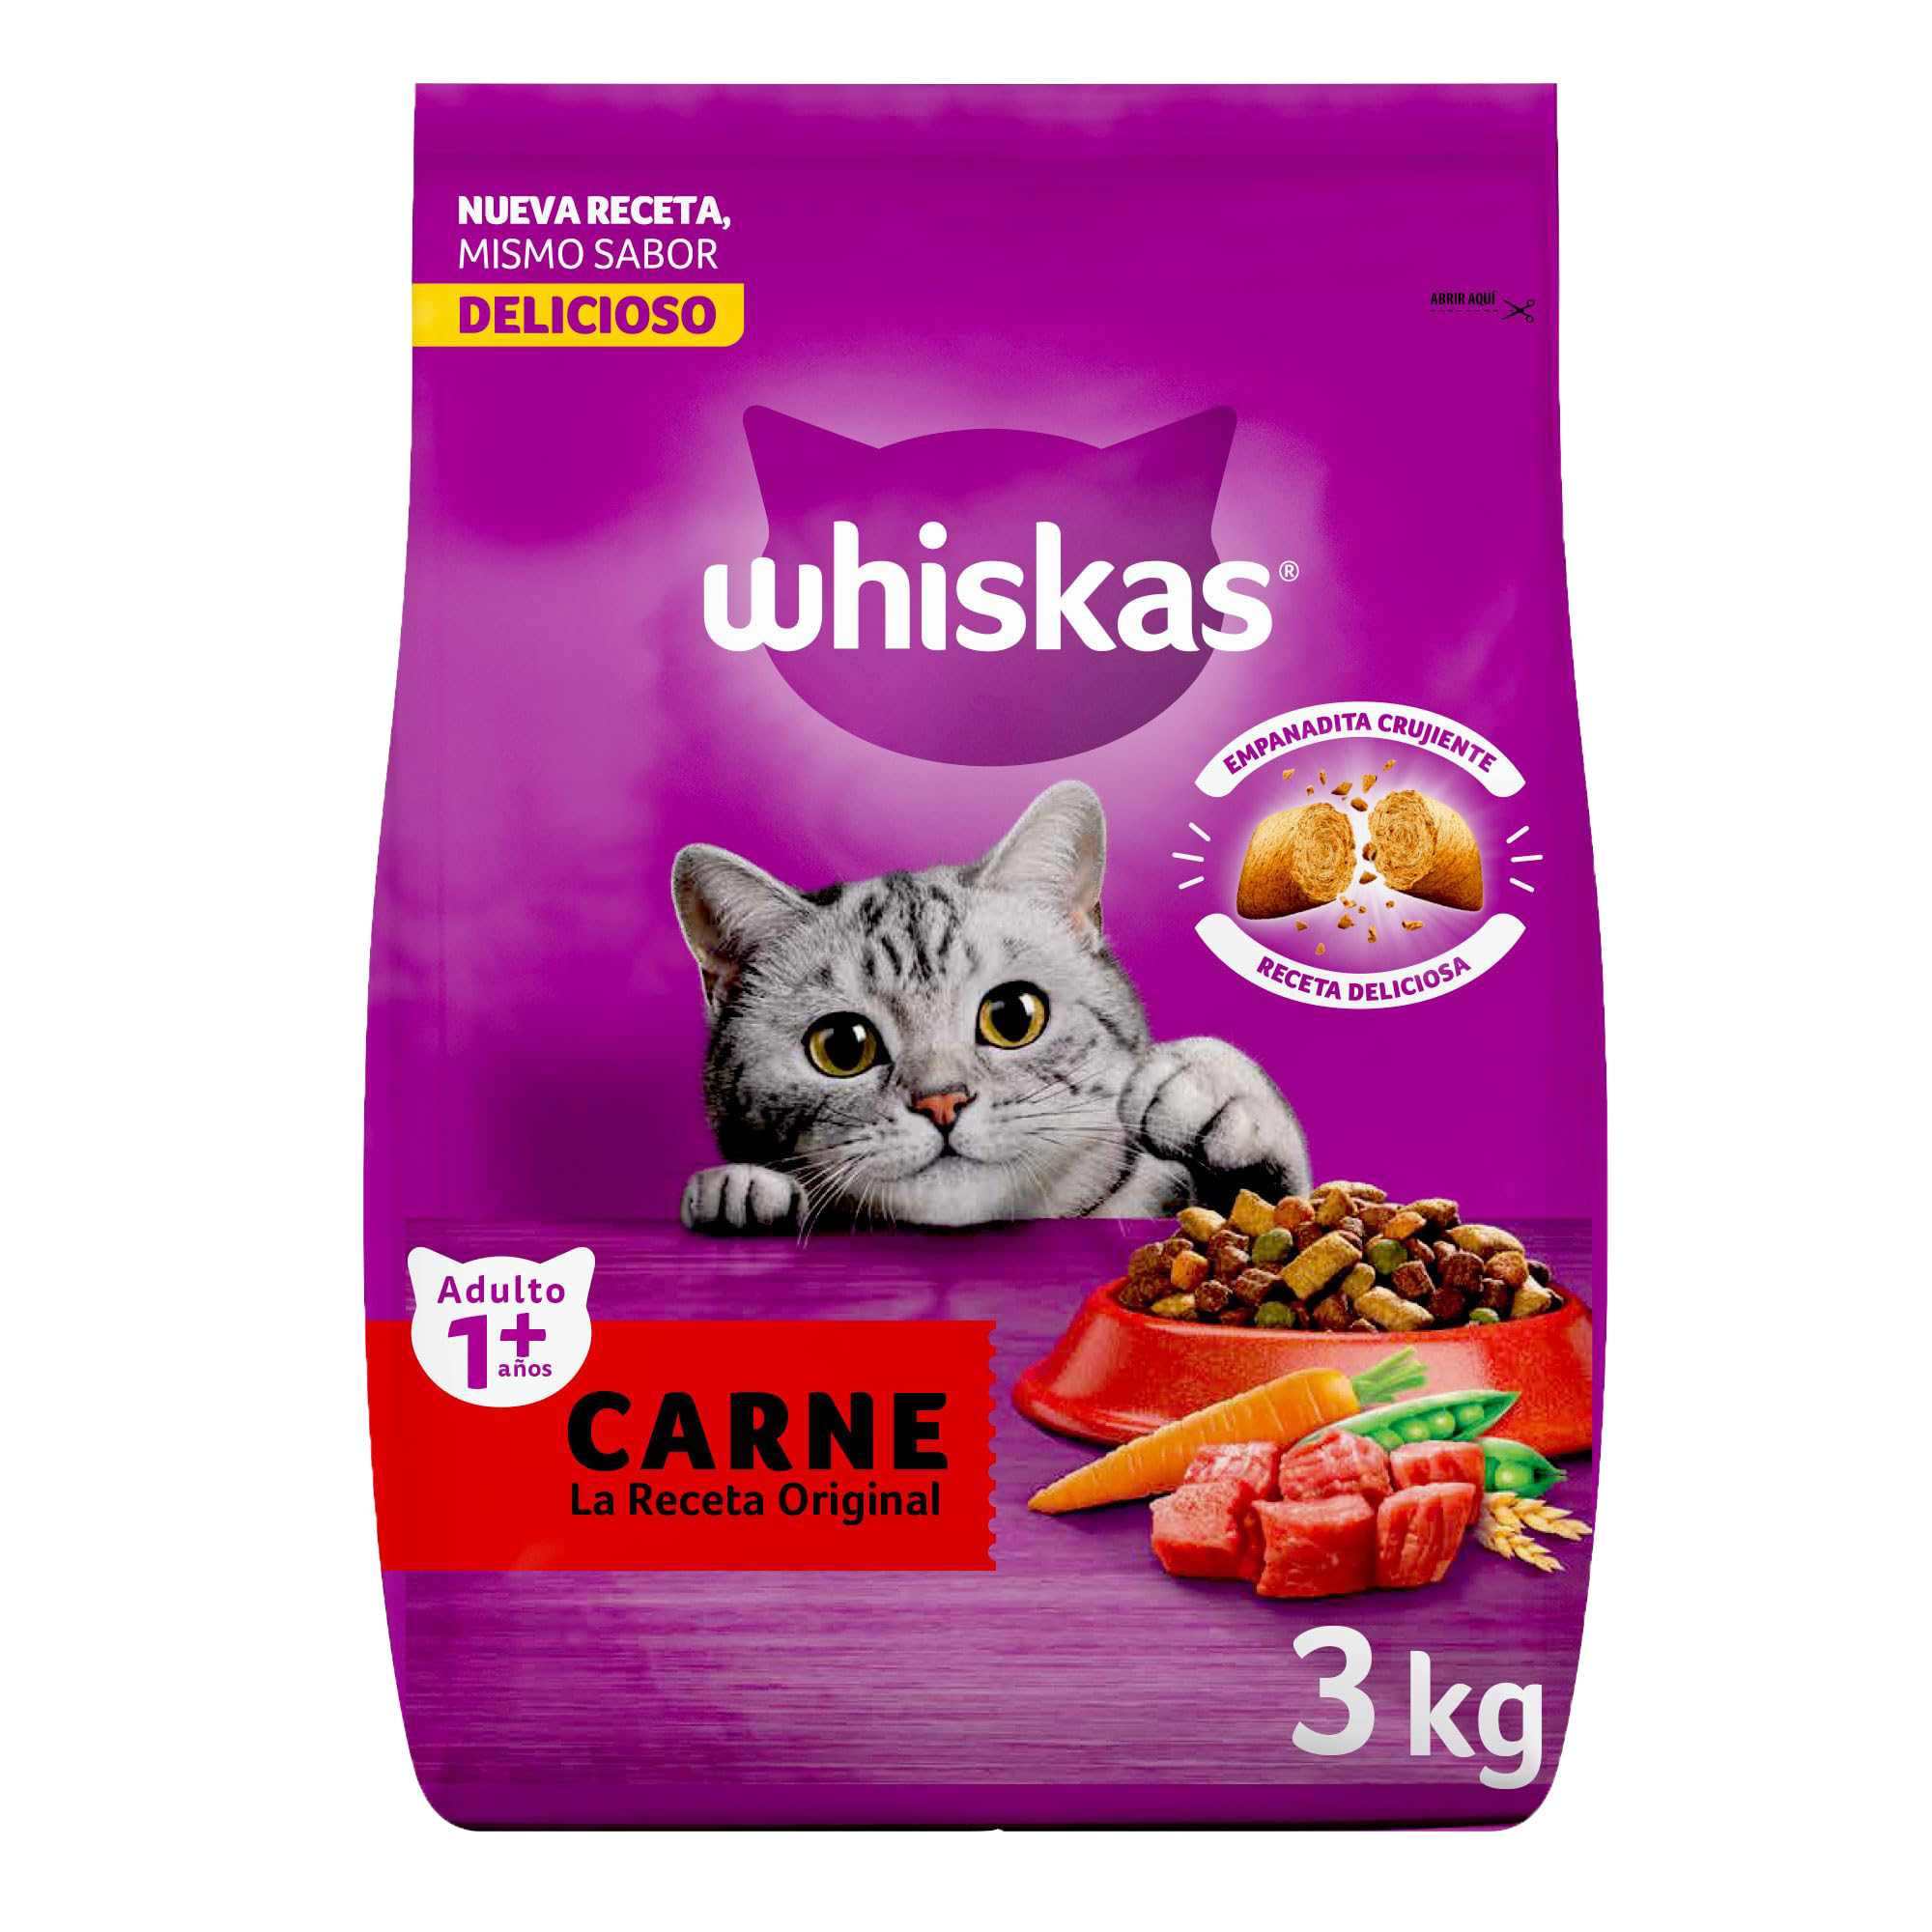 NUEVA RECETA,
MISMO SABOR
DELICIOSO
ABRIR AQUÍ
whiskas®
EMPANADITA CRUJIENTE
RECETA DELICIOSA
Adulto
1+
años
CARNE
La Receta Original
3 kg